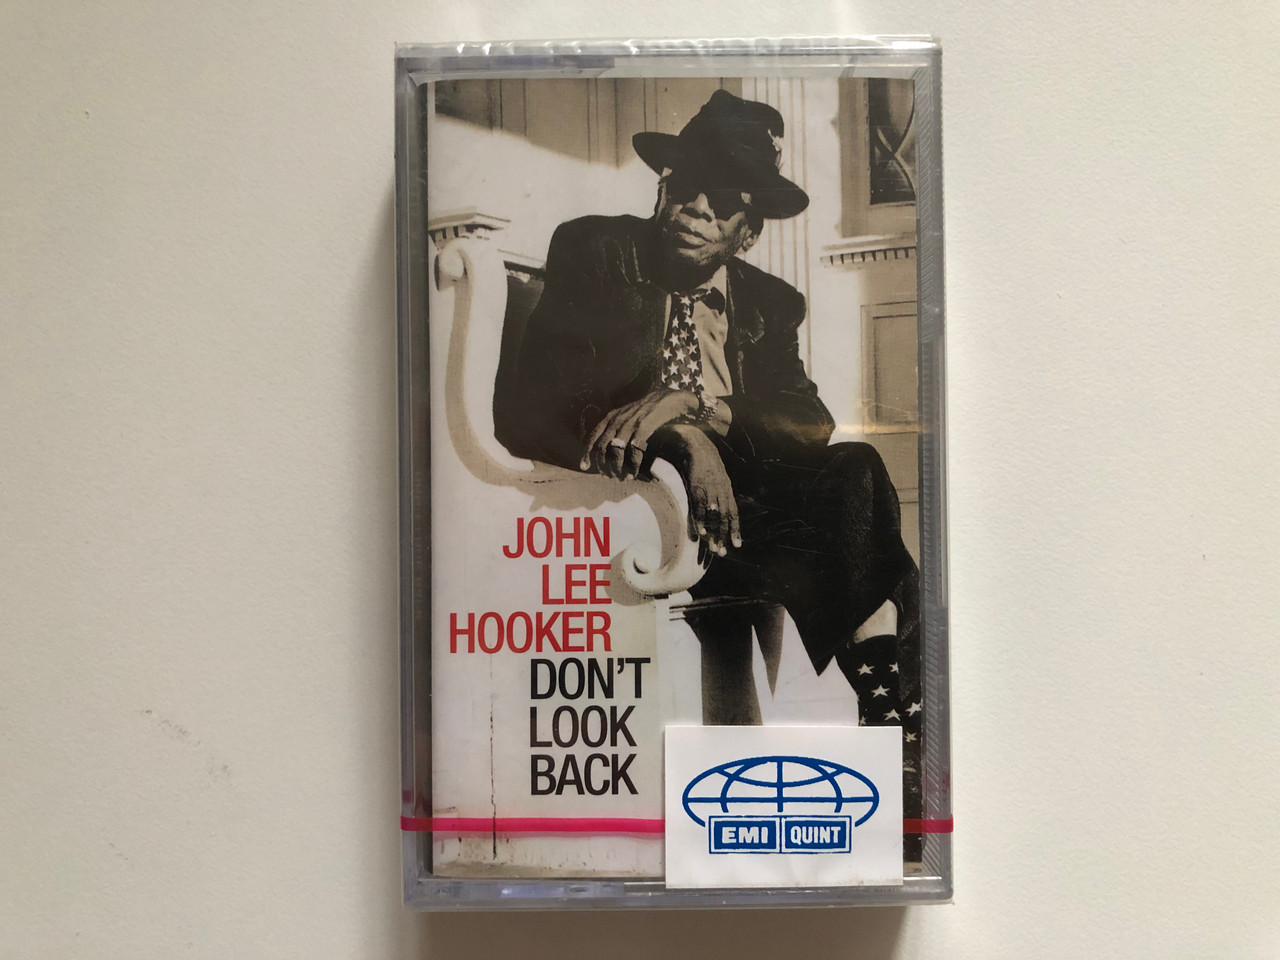 JOHN
LEE
HOOKER
DON'T
LOOK
BACK
EMI QUINT